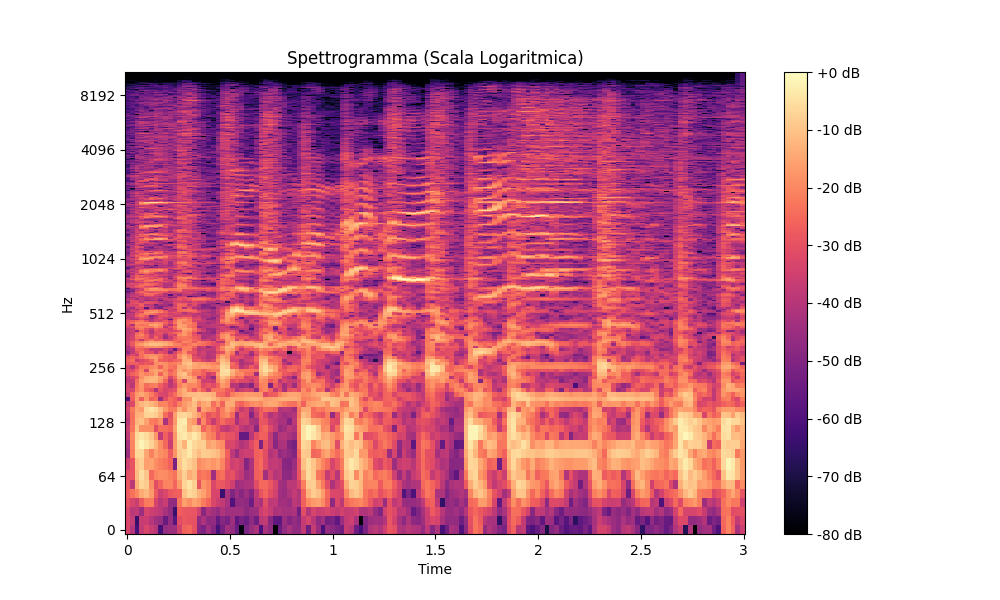 Spettrogramma (Scala Logaritmica)
8192
4096
2048
1024
512
256
128
64
0
Hz
0
0.5
1
1.5
2
2.5
3
Time
+0 dB
-10 dB
-20 dB
-30 dB
-40 dB
-50 dB
-60 dB
-70 dB
-80 dB